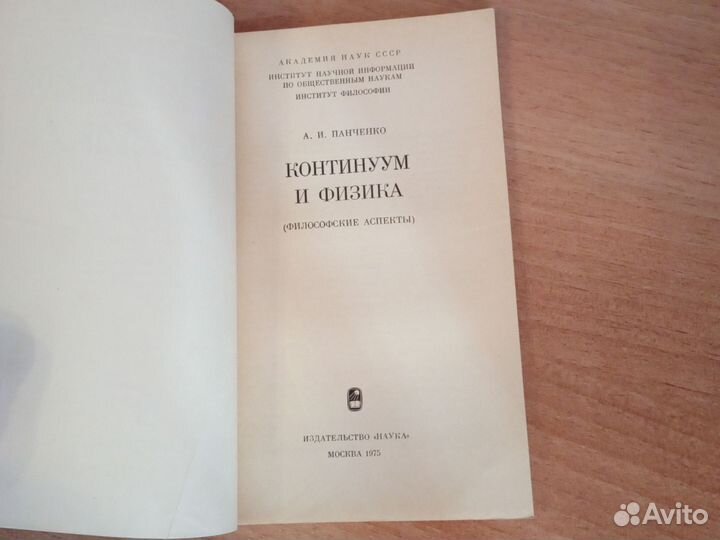 АКАДЕМИЯ НАУК СССР
ИНСТИТУТ НАУЧНОЙ ИНФОРМАЦИИ
ПО ОБЩЕСТВЕННЫМ НАУКАМ
ИНСТИТУТ ФИЛОСОФИИ
А. И. ПАНЧЕНКО
КОНТИНУУМ
И ФИЗИКА
(ФИЛОСОФСКИЕ АСПЕКТЫ)
ИЗДАТЕЛЬСТВО «НАУКА»
МОСКВА 1975
Avito